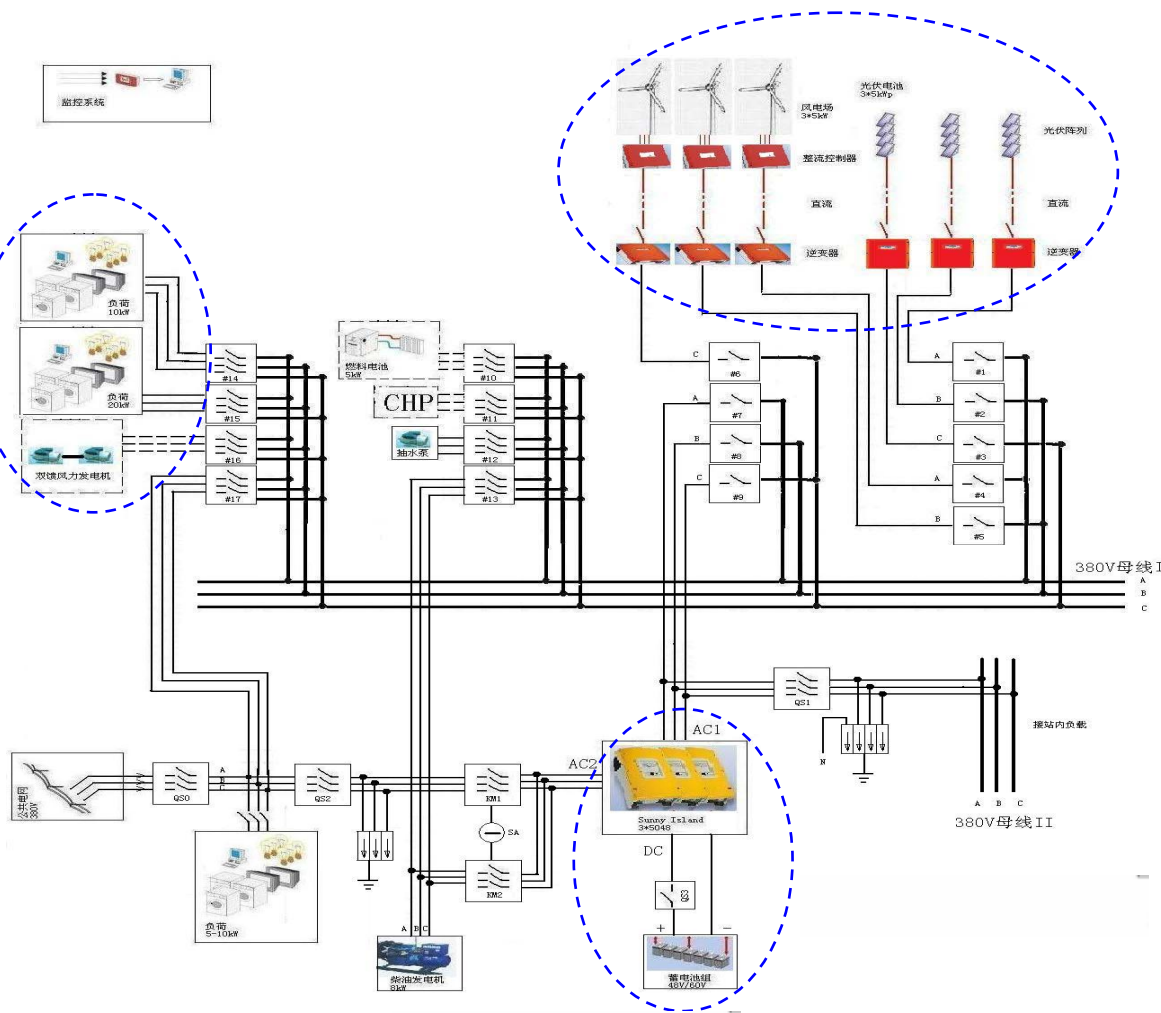 监控系统
风电场
3*5kW
光伏电池
3*5kWp
光伏阵列
整流控制器
直流
直流
逆变器
逆变器
负荷
10kW
负荷
20kW
双馈风力发电机
#14
#15
#16
#17
燃料电池
5kW
CHP
抽水泵
#10
#11
#12
#13
C
#6
A
#7
B
#8
C
#9
A
#1
B
#2
C
#3
A
#4
B
#5
380V母线I
A
B
C
QS1
N
接站内负载
A B C
380V母线II
公共电网
380V
QS0
A
B
C
QS2
KM1
SA
KM2
AC2
AC1
Sunny Island
3*5048
DC
QS3
+ −
蓄电池组
48V/60V
负荷
5-10kW
A B C
柴油发电机
8kW